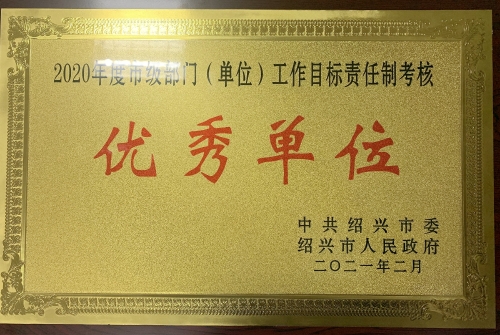 2020年度市级部门（单位）工作目标责任制考核
优秀单位
中共绍兴市委
绍兴市人民政府
二〇二一年二月